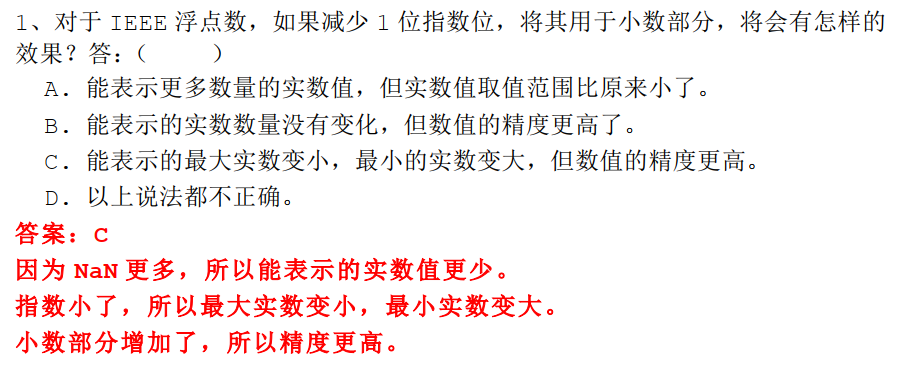 1、对于 IEEE 浮点数，如果减少 1 位指数位，将其用于小数部分，将会有怎样的
效果？答：（　　）
A. 能表示更多数量的实数值，但实数值取值范围比原来小了。
B. 能表示的实数数量没有变化，但数值的精度更高了。
C. 能表示的最大实数变小，最小的实数变大，但数值的精度更高。
D. 以上说法都不正确。
答案：C
因为 NaN 更多，所以能表示的实数值更少。
指数小了，所以最大实数变小，最小实数变大。
小数部分增加了，所以精度更高。